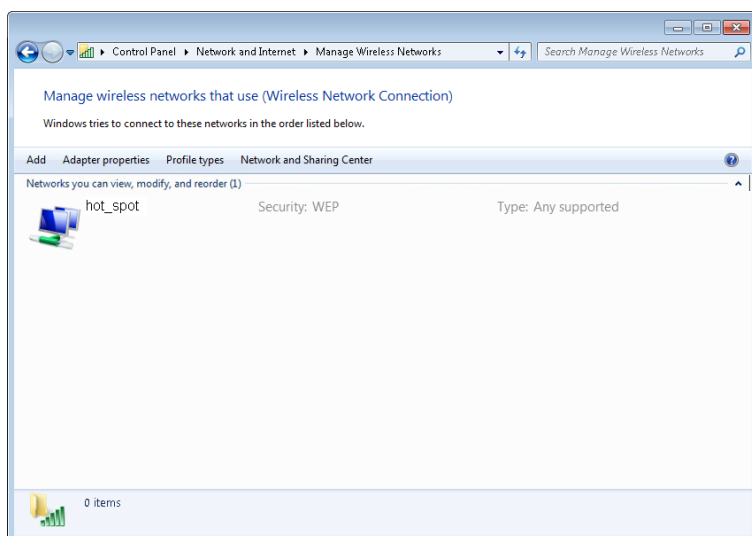 Control Panel ▸ Network and Internet ▸ Manage Wireless Networks
Search Manage Wireless Networks
Manage wireless networks that use (Wireless Network Connection)
Windows tries to connect to these networks in the order listed below.
Add Adapter properties Profile types Network and Sharing Center
Networks you can view, modify, and reorder (1)
hot_spot Security: WEP Type: Any supported
0 items